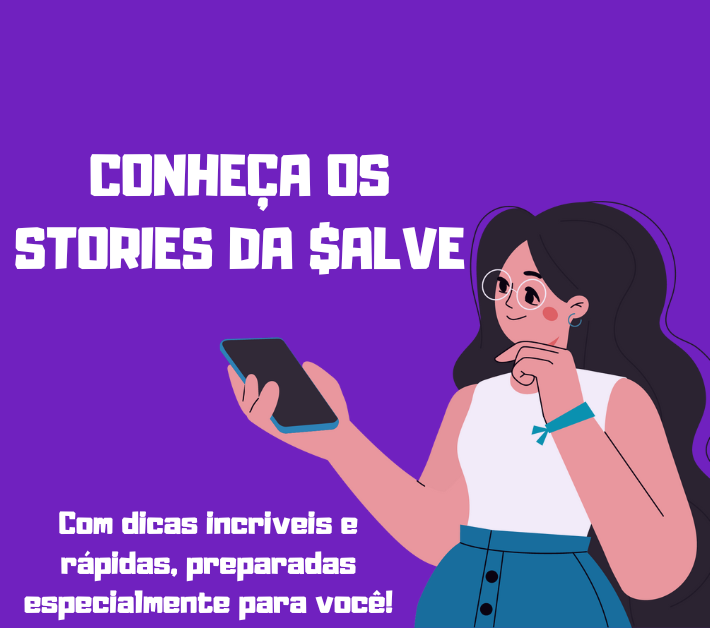 CONHEÇA OS
STORIES DA $ALVE
Com dicas incriveis e
rápidas, preparadas
especialmente para você!